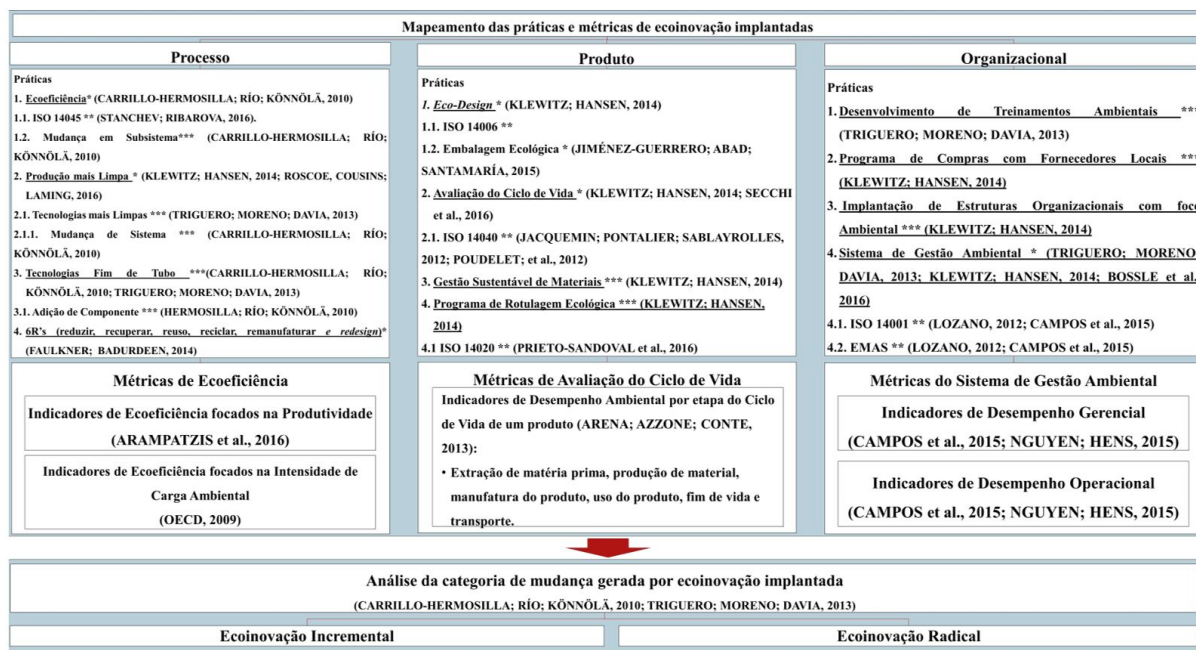 Mapeamento das práticas e métricas de ecoinovação implantadas
Processo
Práticas
1. Ecoeficiência* (CARRILLO-HERMOSILLA; RÍO; KÖNNÖLÄ, 2010)
1.1. ISO 14045 ** (STANCHEV; RIBAROVA, 2016).
1.2. Mudança em Subsistema*** (CARRILLO-HERMOSILLA; RÍO;
KÖNNÖLÄ, 2010)
2. Produção mais Limpa * (KLEWITZ; HANSEN, 2014; ROSCOE, COUSINS;
LAMING, 2016)
2.1. Tecnologias mais Limpas *** (TRIGUERO; MORENO; DAVIA, 2013)
2.1.1. Mudança de Sistema *** (CARRILLO-HERMOSILLA; RÍO;
KÖNNÖLÄ, 2010)
3. Tecnologias Fim de Tubo ***(CARRILLO-HERMOSILLA; RÍO;
KÖNNÖLÄ, 2010; TRIGUERO; MORENO; DAVIA, 2013)
3.1. Adição de Componente *** (HERMOSILLA; RÍO; KÖNNÖLÄ, 2010)
4. 6R's (reduzir, recuperar, reuso, reciclar, remanufaturar e redesign)*
(FAULKNER; BADURDEEN, 2014)
Métricas de Ecoeficiência
Indicadores de Ecoeficiência focados na Produtividade
(ARAMPATZIS et al., 2016)
Indicadores de Ecoeficiência focados na Intensidade de
Carga Ambiental
(OECD, 2009)
Produto
Práticas
1. Eco-Design * (KLEWITZ; HANSEN, 2014)
1.1. ISO 14006 **
1.2. Embalagem Ecológica * (JIMÉNEZ-GUERRERO; ABAD;
SANTAMARÍA, 2015)
2. Avaliação do Ciclo de Vida * (KLEWITZ; HANSEN, 2014; SECCHI
et al., 2016)
2.1. ISO 14040 ** (JACQUEMIN; PONTALIER; SABLAYROLLES,
2012; POUDELET; et al., 2012)
3. Gestão Sustentável de Materiais *** (KLEWITZ; HANSEN, 2014)
4. Programa de Rotulagem Ecológica *** (KLEWITZ; HANSEN,
2014)
4.1 ISO 14020 ** (PRIETO-SANDOVAL et al., 2016)
Métricas de Avaliação do Ciclo de Vida
Indicadores de Desempenho Ambiental por etapa do Ciclo
de Vida de um produto (ARENA; AZZONE; CONTE,
2013):
• Extração de matéria prima, produção de material,
manufatura do produto, uso do produto, fim de vida e
transporte.
Organizacional
Práticas
1. Desenvolvimento de Treinamentos Ambientais ***
(TRIGUERO; MORENO; DAVIA, 2013)
2. Programa de Compras com Fornecedores Locais ***
(KLEWITZ; HANSEN, 2014)
3. Implantação de Estruturas Organizacionais com foco
Ambiental *** (KLEWITZ; HANSEN, 2014)
4. Sistema de Gestão Ambiental * (TRIGUERO; MORENO;
DAVIA, 2013; KLEWITZ; HANSEN, 2014; BOSSLE et al.,
2016)
4.1. ISO 14001 ** (LOZANO, 2012; CAMPOS et al., 2015)
4.2. EMAS ** (LOZANO, 2012; CAMPOS et al., 2015)
Métricas do Sistema de Gestão Ambiental
Indicadores de Desempenho Gerencial
(CAMPOS et al., 2015; NGUYEN; HENS, 2015)
Indicadores de Desempenho Operacional
(CAMPOS et al., 2015; NGUYEN; HENS, 2015)
Análise da categoria de mudança gerada por ecoinovação implantada
(CARRILLO-HERMOSILLA; RÍO; KÖNNÖLÄ, 2010; TRIGUERO; MORENO; DAVIA, 2013)
Ecoinovação Incremental
Ecoinovação Radical